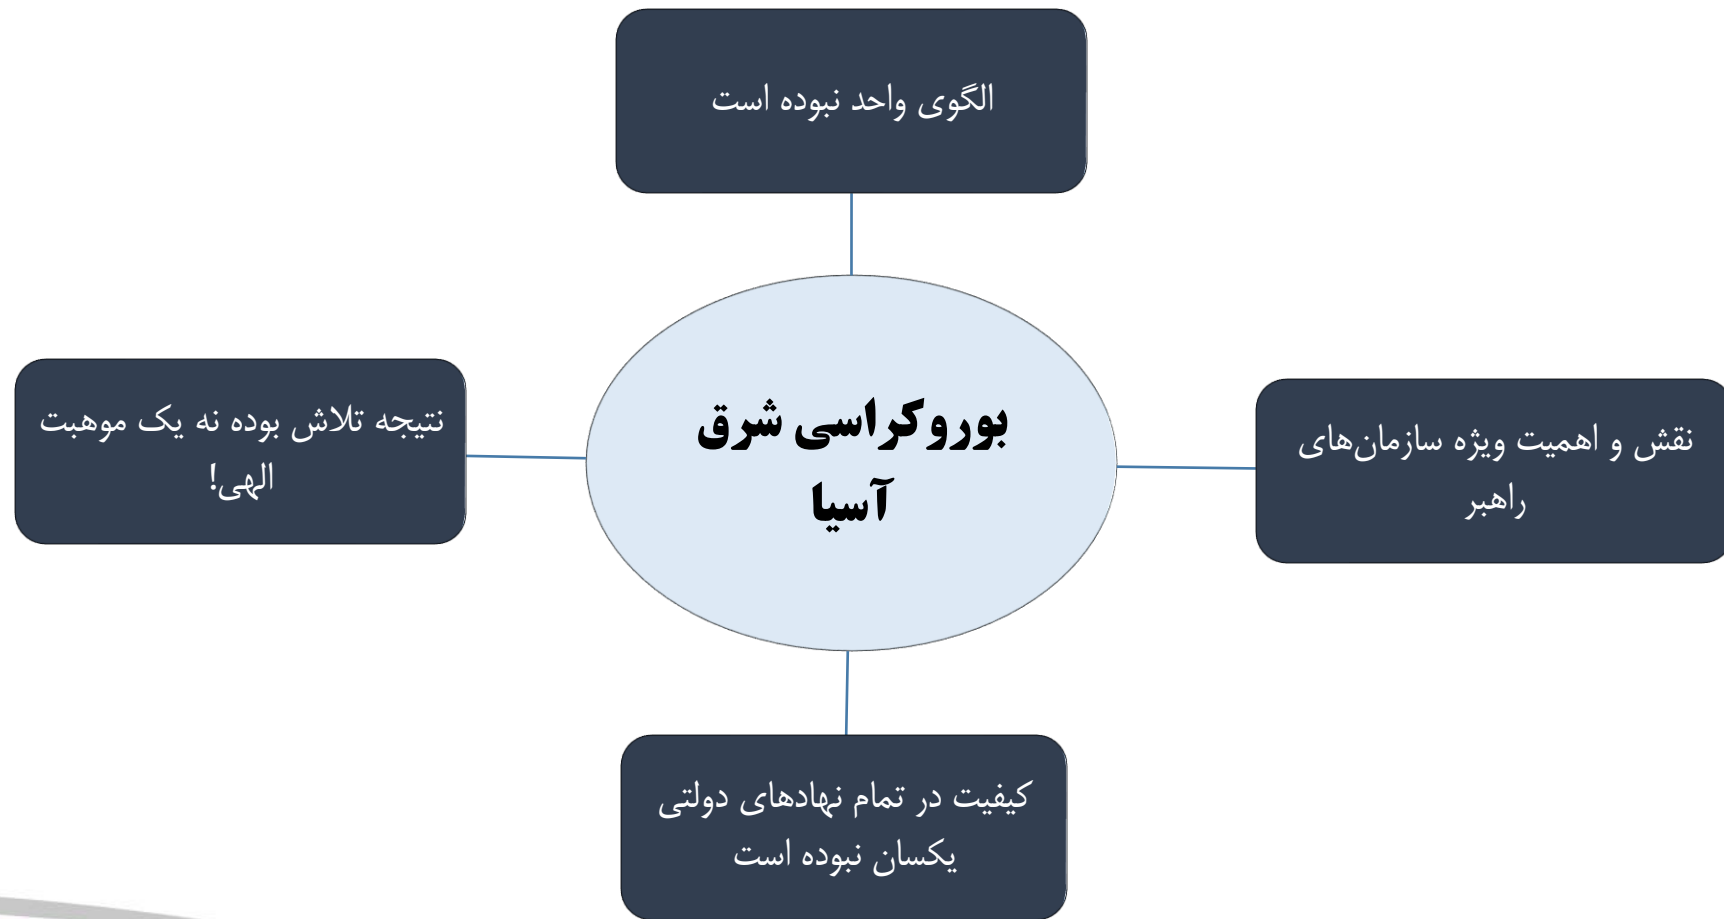 الگوی واحد نبوده است
بوروکراسی شرق
آسیا
نقش و اهمیت ویژه سازمان‌های
راهبر
نتیجه تلاش بوده نه یک موهبت
الهی!
کیفیت در تمام نهادهای دولتی
یکسان نبوده است